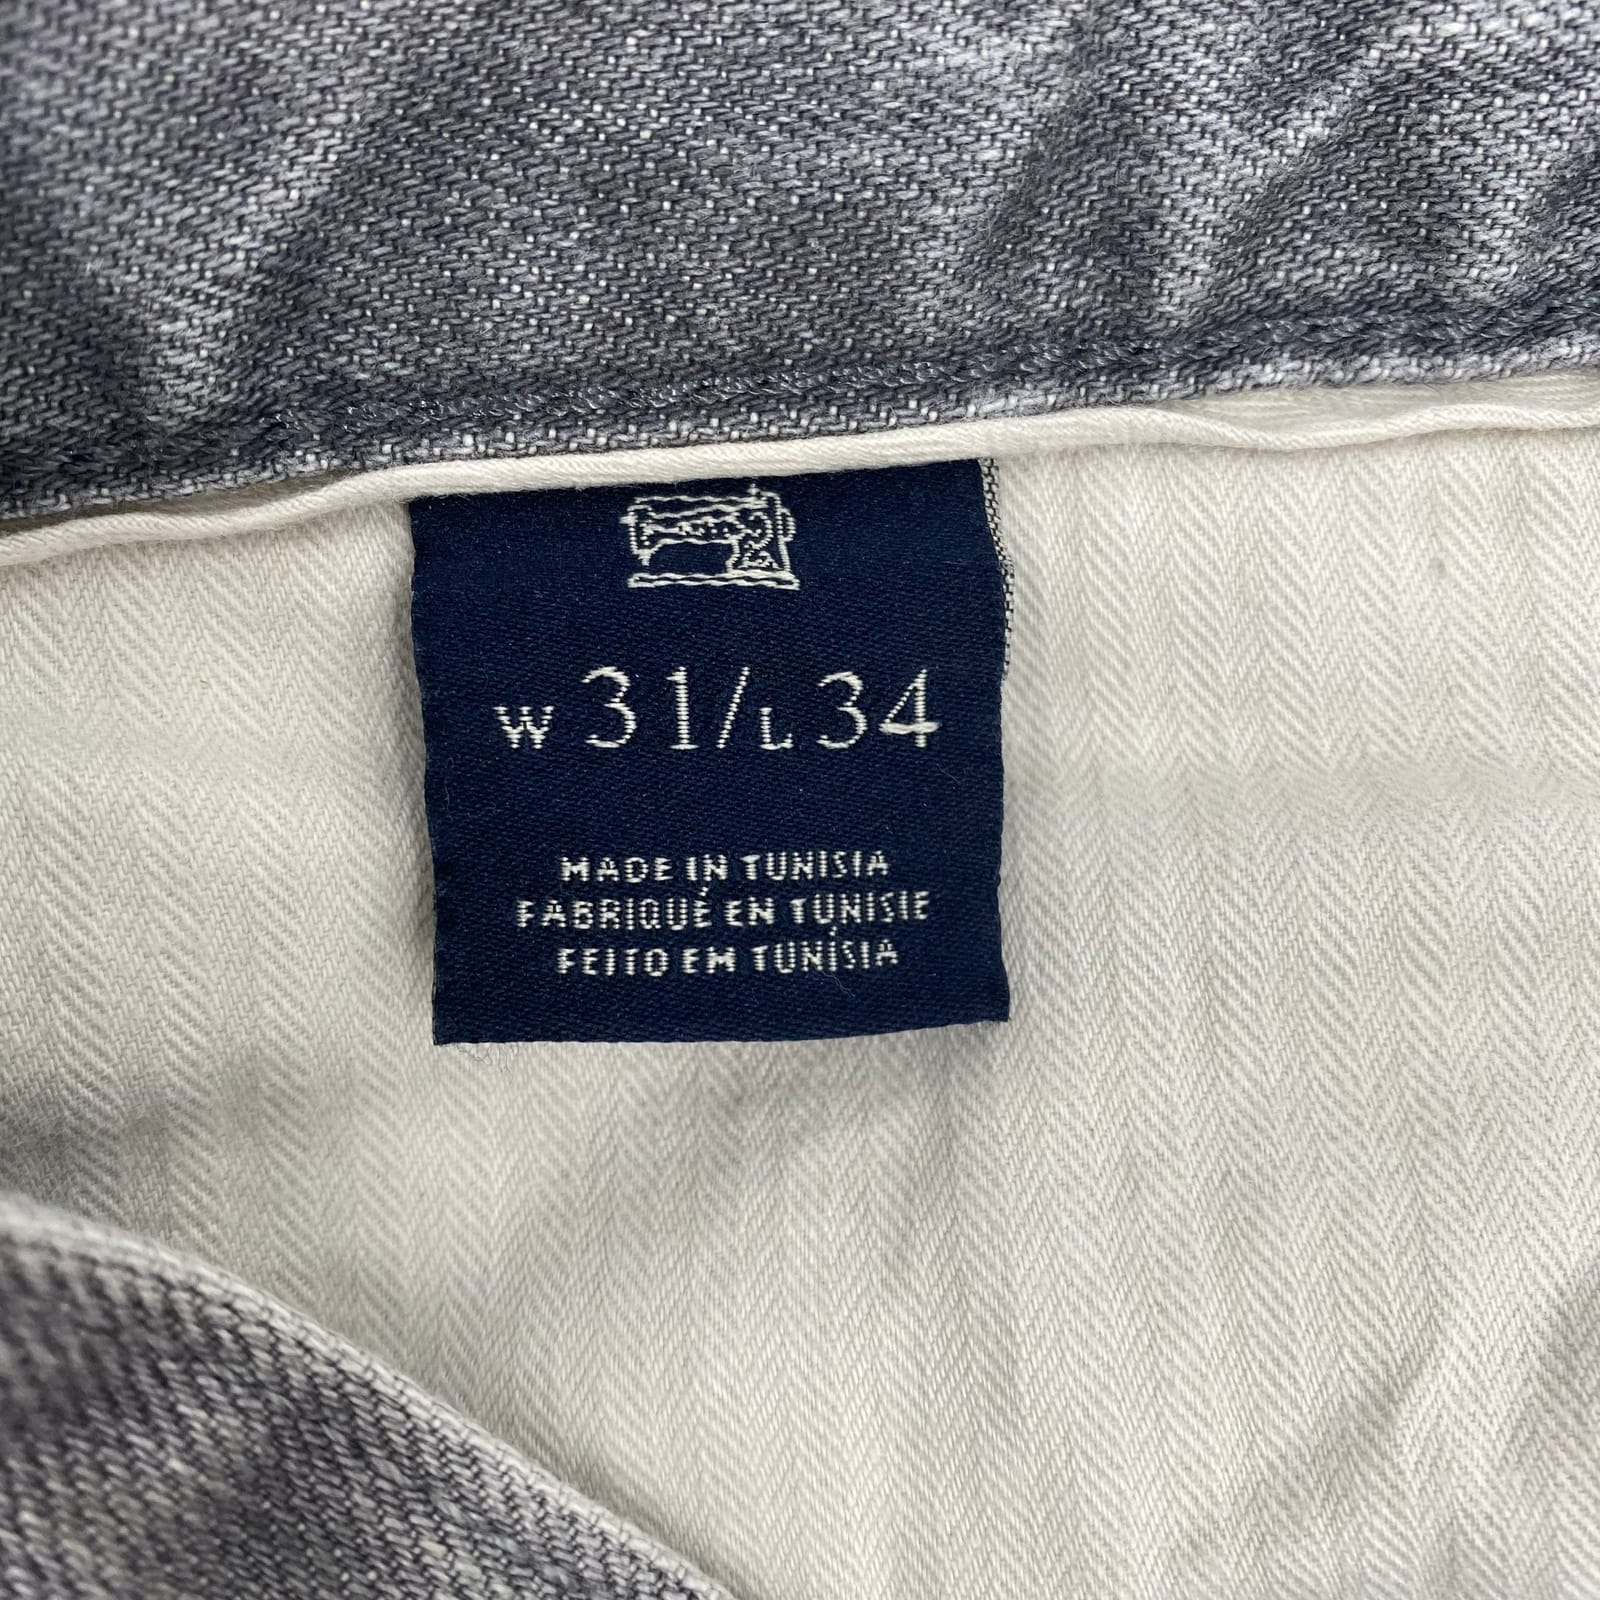 W 31/L 34
MADE IN TUNISIA
FABRIQUÉ EN TUNISIE
FEITO EM TUNÍSIA